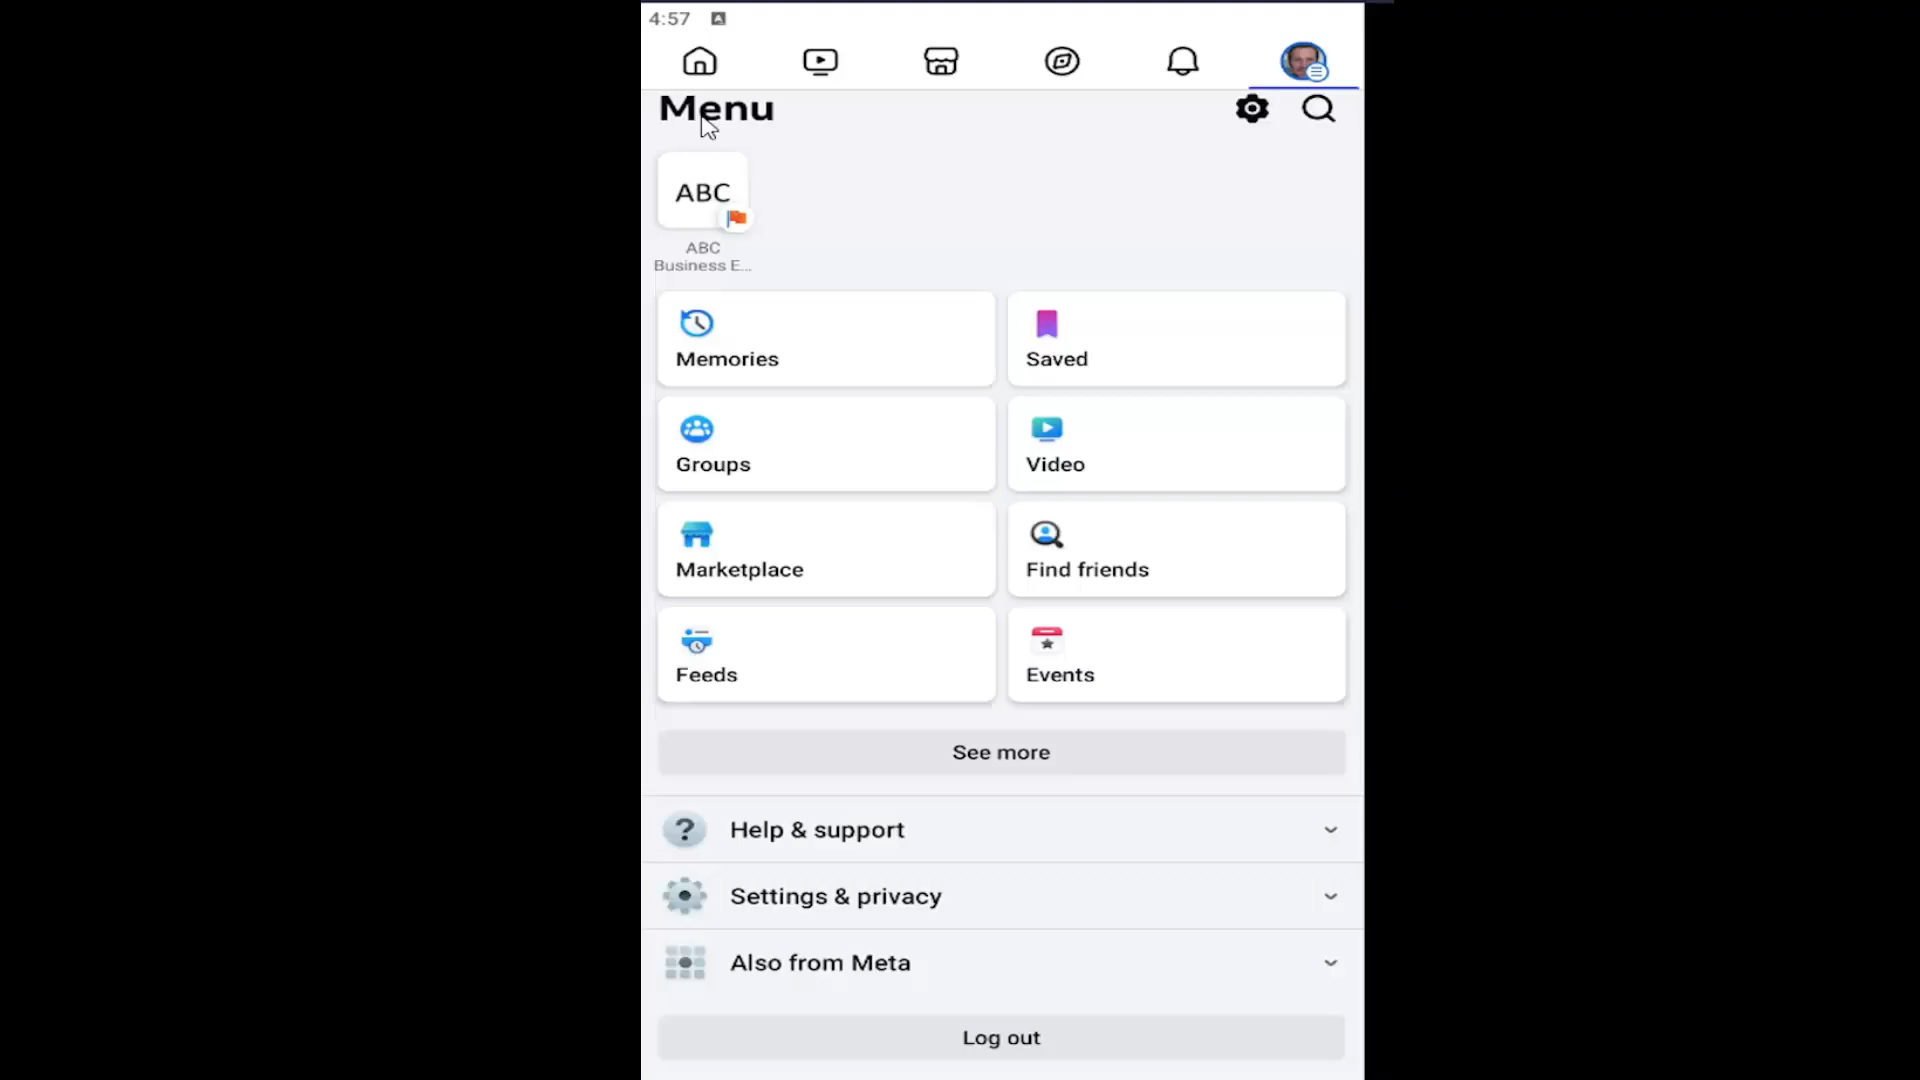 4:57
Menu
ABC
ABC
Business E...
Memories
Saved
Groups
Video
Marketplace
Find friends
Feeds
Events
See more
Help & support
Settings & privacy
Also from Meta
Log out